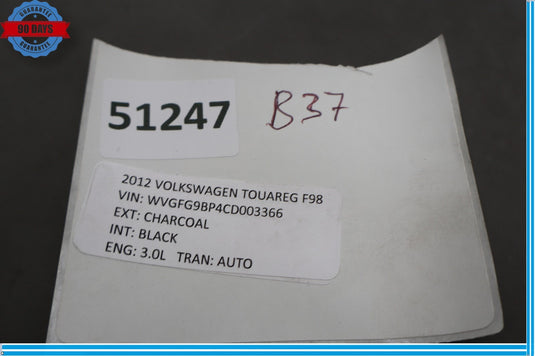 GUARANTEE
90 DAYS
GUARANTEE
51247
B37
2012 VOLKSWAGEN TOUAREG F98
VIN: WVGFG9BP4CD003366
EXT: CHARCOAL
INT: BLACK
ENG: 3.0L TRAN: AUTO